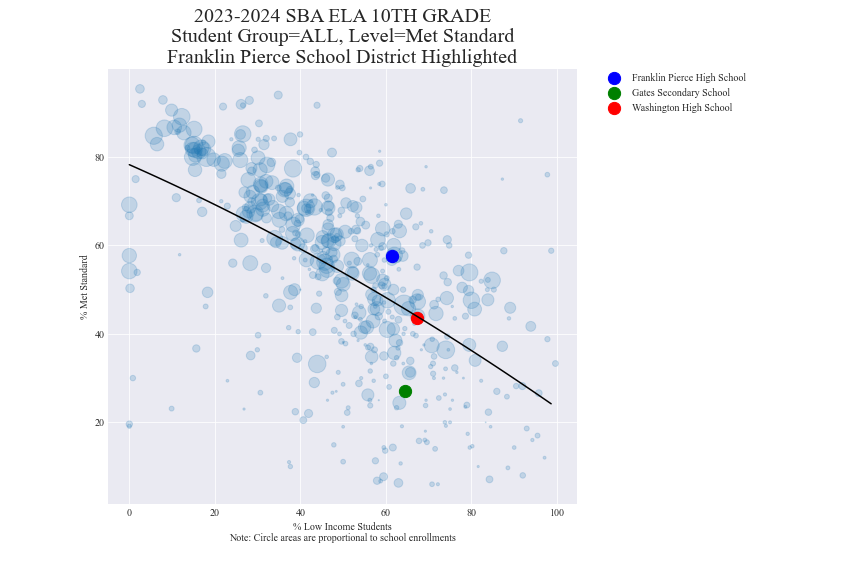 2023-2024 SBA ELA 10TH GRADE
Student Group=ALL, Level=Met Standard
Franklin Pierce School District Highlighted
Franklin Pierce High School
Gates Secondary School
Washington High School
80
60
40
20
% Met Standard
0 20 40 60 80 100
% Low Income Students
Note: Circle areas are proportional to school enrollments